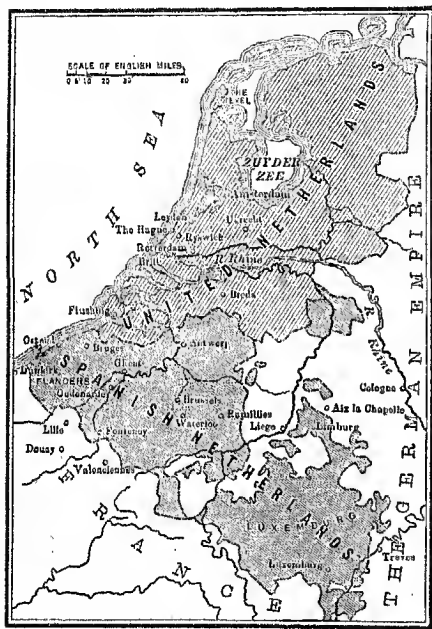 SCALE OF ENGLISH MILES
0 5 10 20 30 40
NORTH SEA
THE TEXEL
ZUYDER
ZEE
Amsterdam
Leyden
The Hague
Utrecht
Ryswick
Rotterdam
Brill
R. Rhine
UNITED NETHERLANDS
Breda
Flushing
R. Rhine
Ostend
Bruges
Antwerp
Dunkirk
Ghent
FLANDERS
Oudenarde
Cologne
Brussels
Aix la Chapelle
Ramillies
Waterloo
Lille
Liege
Limburg
Fontenoy
Douay
Valenciennes
SPANISH NETHERLANDS
LUXEMBURG
Luxemburg
Treves
FRANCE
THE GERMAN EMPIRE